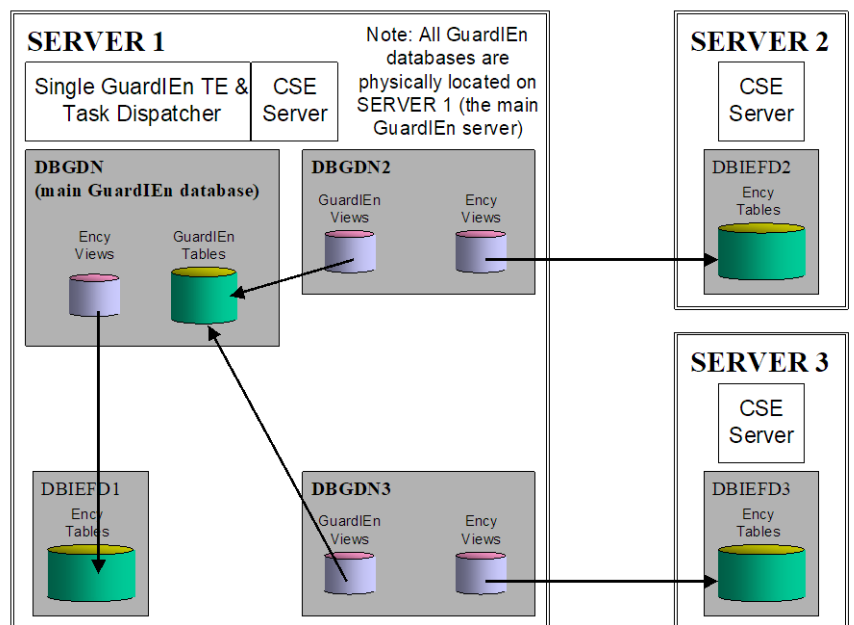 SERVER 1
Note: All GuardIEn
databases are
physically located on
SERVER 1 (the main
GuardIEn server)
Single GuardIEn TE &
Task Dispatcher
CSE
Server
DBGDN
(main GuardIEn database)
Ency
Views
GuardIEn
Tables
DBGDN2
GuardIEn
Views
Ency
Views
SERVER 2
CSE
Server
DBIEFD2
Ency
Tables
DBIEFD1
Ency
Tables
DBGDN3
GuardIEn
Views
Ency
Views
SERVER 3
CSE
Server
DBIEFD3
Ency
Tables